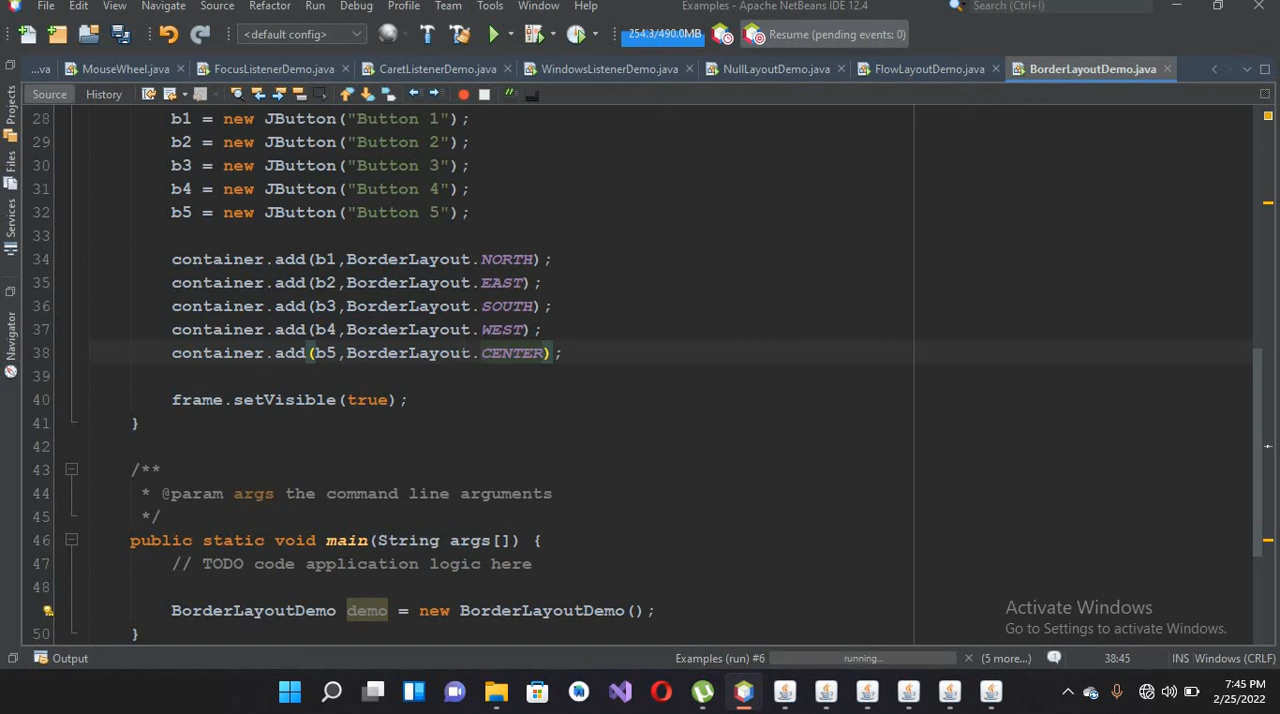 File Edit View Navigate Source Refactor Run Debug Profile Team Tools Window Help Examples - Apache NetBeans IDE 12.4 Search (Ctrl+I)
<default config> 254.3/490.0MB Resume (pending events: 0)
...va MouseWheel.java FocusListenerDemo.java CaretListenerDemo.java WindowsListenerDemo.java NullLayoutDemo.java FlowLayoutDemo.java BorderLayoutDemo.java
Source History
Projects
Files
Services
Navigator
28 b1 = new JButton("Button 1");
29 b2 = new JButton("Button 2");
30 b3 = new JButton("Button 3");
31 b4 = new JButton("Button 4");
32 b5 = new JButton("Button 5");
33
34 container.add(b1,BorderLayout.NORTH);
35 container.add(b2,BorderLayout.EAST);
36 container.add(b3,BorderLayout.SOUTH);
37 container.add(b4,BorderLayout.WEST);
38 container.add(b5,BorderLayout.CENTER);
39
40 frame.setVisible(true);
41 }
42
43 /**
44 * @param args the command line arguments
45 */
46 public static void main(String args[]) {
47 // TODO code application logic here
48
BorderLayoutDemo demo = new BorderLayoutDemo();
50 }
Activate Windows
Go to Settings to activate Windows.
Output Examples (run) #6 running... (5 more...) 38:45 INS Windows (CRLF)
7:45 PM
2/25/2022